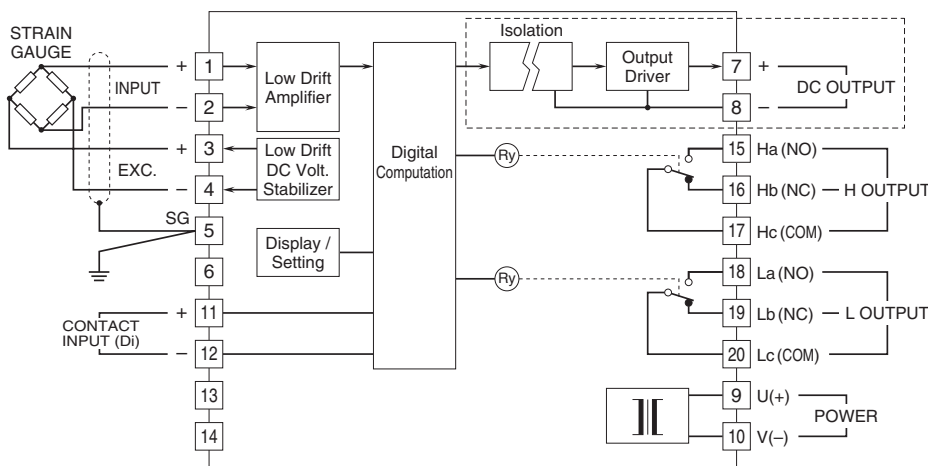 STRAIN
GAUGE
INPUT
EXC.
SG
CONTACT
INPUT (Di)
+ 1
– 2
+ 3
– 4
5
6
+ 11
– 12
13
14
Low Drift
Amplifier
Low Drift
DC Volt.
Stabilizer
Display /
Setting
Digital
Computation
Isolation
Output
Driver
Ry
Ry
7 +
8 –
DC OUTPUT
15 Ha (NO)
16 Hb (NC)
17 Hc (COM)
H OUTPUT
18 La (NO)
19 Lb (NC)
20 Lc (COM)
L OUTPUT
9 U(+)
10 V(–)
POWER